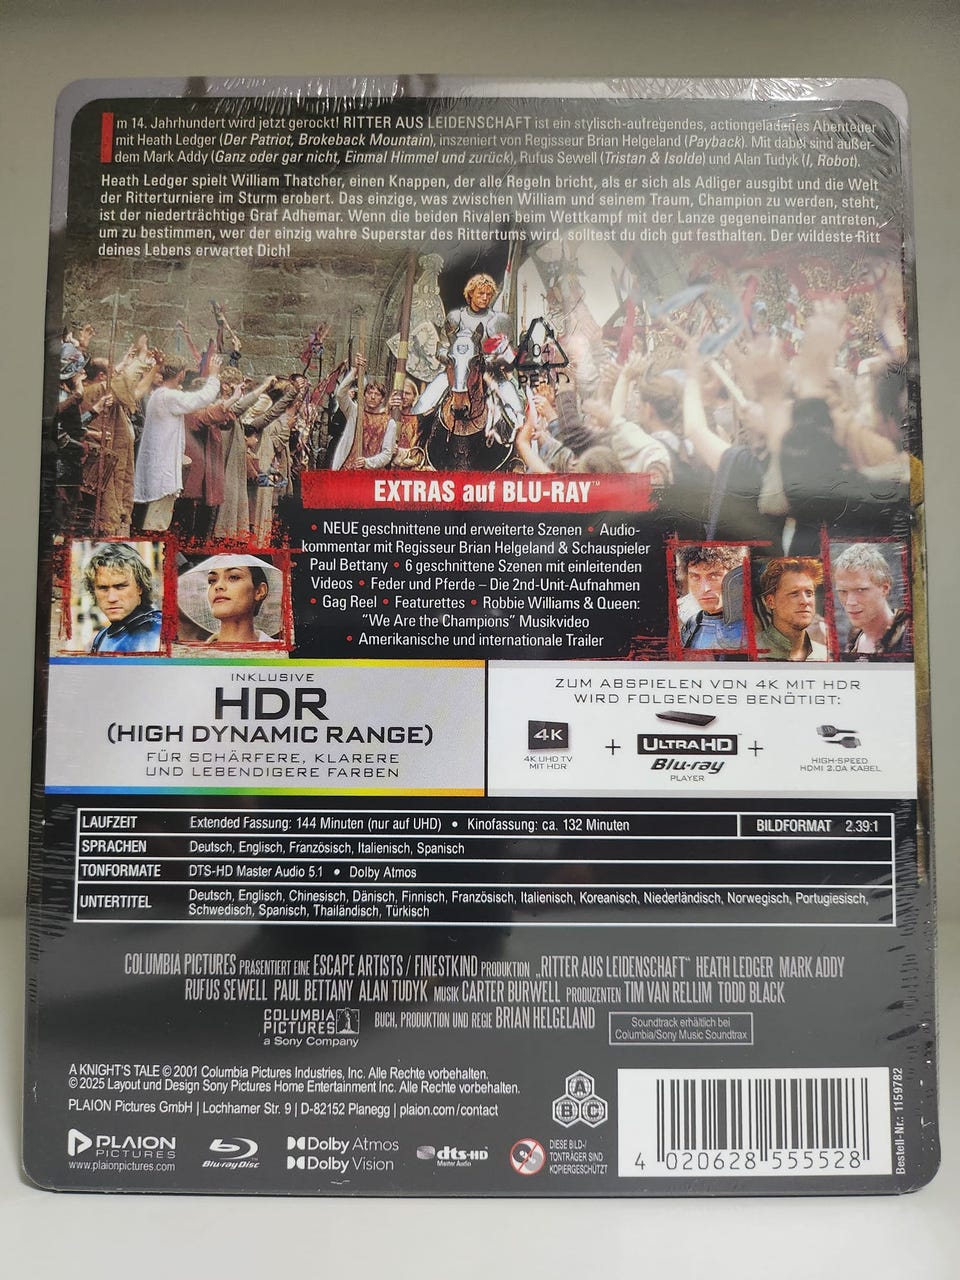 Im 14. Jahrhundert wird jetzt gerockt! RITTER AUS LEIDENSCHAFT ist ein stylisch-aufregendes, actiongeladenes Abenteuer
mit Heath Ledger (Der Patriot, Brokeback Mountain), inszeniert von Regisseur Brian Helgeland (Payback). Mit dabei sind außer-
dem Mark Addy (Ganz oder gar nicht, Einmal Himmel und zurück), Rufus Sewell (Tristan & Isolde) und Alan Tudyk (I, Robot).
Heath Ledger spielt William Thatcher, einen Knappen, der alle Regeln bricht, als er sich als Adliger ausgibt und die Welt
der Ritterturniere im Sturm erobert. Das einzige, was zwischen William und seinem Traum, Champion zu werden, steht,
ist der niederträchtige Graf Adhemar. Wenn die beiden Rivalen beim Wettkampf mit der Lanze gegeneinander antreten,
um zu bestimmen, wer der einzig wahre Superstar des Rittertums wird, solltest du dich gut festhalten. Der wildeste Ritt
deines Lebens erwartet Dich!
04
EXTRAS auf BLU-RAY™
• NEUE geschnittene und erweiterte Szenen • Audio-
kommentar mit Regisseur Brian Helgeland & Schauspieler
Paul Bettany • 6 geschnittene Szenen mit einleitenden
Videos • Feder und Pferde – Die 2nd-Unit-Aufnahmen
• Gag Reel • Featurettes • Robbie Williams & Queen:
"We Are the Champions" Musikvideo
• Amerikanische und internationale Trailer
INKLUSIVE
HDR
(HIGH DYNAMIC RANGE)
FÜR SCHÄRFERE, KLARERE
UND LEBENDIGERE FARBEN
ZUM ABSPIELEN VON 4K MIT HDR
WIRD FOLGENDES BENÖTIGT:
4K
4K UHD TV
MIT HDR
+
ULTRA HD
Blu-ray
PLAYER
+
HIGH-SPEED
HDMI 2.0A KABEL
LAUFZEIT Extended Fassung: 144 Minuten (nur auf UHD) • Kinofassung: ca. 132 Minuten BILDFORMAT 2.39:1
SPRACHEN Deutsch, Englisch, Französisch, Italienisch, Spanisch
TONFORMATE DTS-HD Master Audio 5.1 • Dolby Atmos
UNTERTITEL Deutsch, Englisch, Chinesisch, Dänisch, Finnisch, Französisch, Italienisch, Koreanisch, Niederländisch, Norwegisch, Portugiesisch,
Schwedisch, Spanisch, Thailändisch, Türkisch
COLUMBIA PICTURES PRÄSENTIERT EINE ESCAPE ARTISTS / FINESTKIND PRODUKTION „RITTER AUS LEIDENSCHAFT" HEATH LEDGER MARK ADDY
RUFUS SEWELL PAUL BETTANY ALAN TUDYK MUSIK CARTER BURWELL PRODUZENTEN TIM VAN RELLIM TODD BLACK
BUCH, PRODUKTION UND REGIE BRIAN HELGELAND
COLUMBIA
PICTURES
a Sony Company
Soundtrack erhältlich bei
Columbia/Sony Music Soundtrax
A KNIGHT'S TALE © 2001 Columbia Pictures Industries, Inc. Alle Rechte vorbehalten.
© 2025 Layout und Design Sony Pictures Home Entertainment Inc. Alle Rechte vorbehalten.
PLAION Pictures GmbH | Lochhamer Str. 9 | D-82152 Planegg | plaion.com/contact
PLAION
PICTURES
www.plaionpictures.com
Blu-ray Disc
Dolby Atmos
Dolby Vision
dts-HD
Master Audio
DIESE BILD-/
TONTRÄGER SIND
KOPIERGESCHÜTZT
A
B C
4 020628 555528
Bestell-Nr.: 1159782